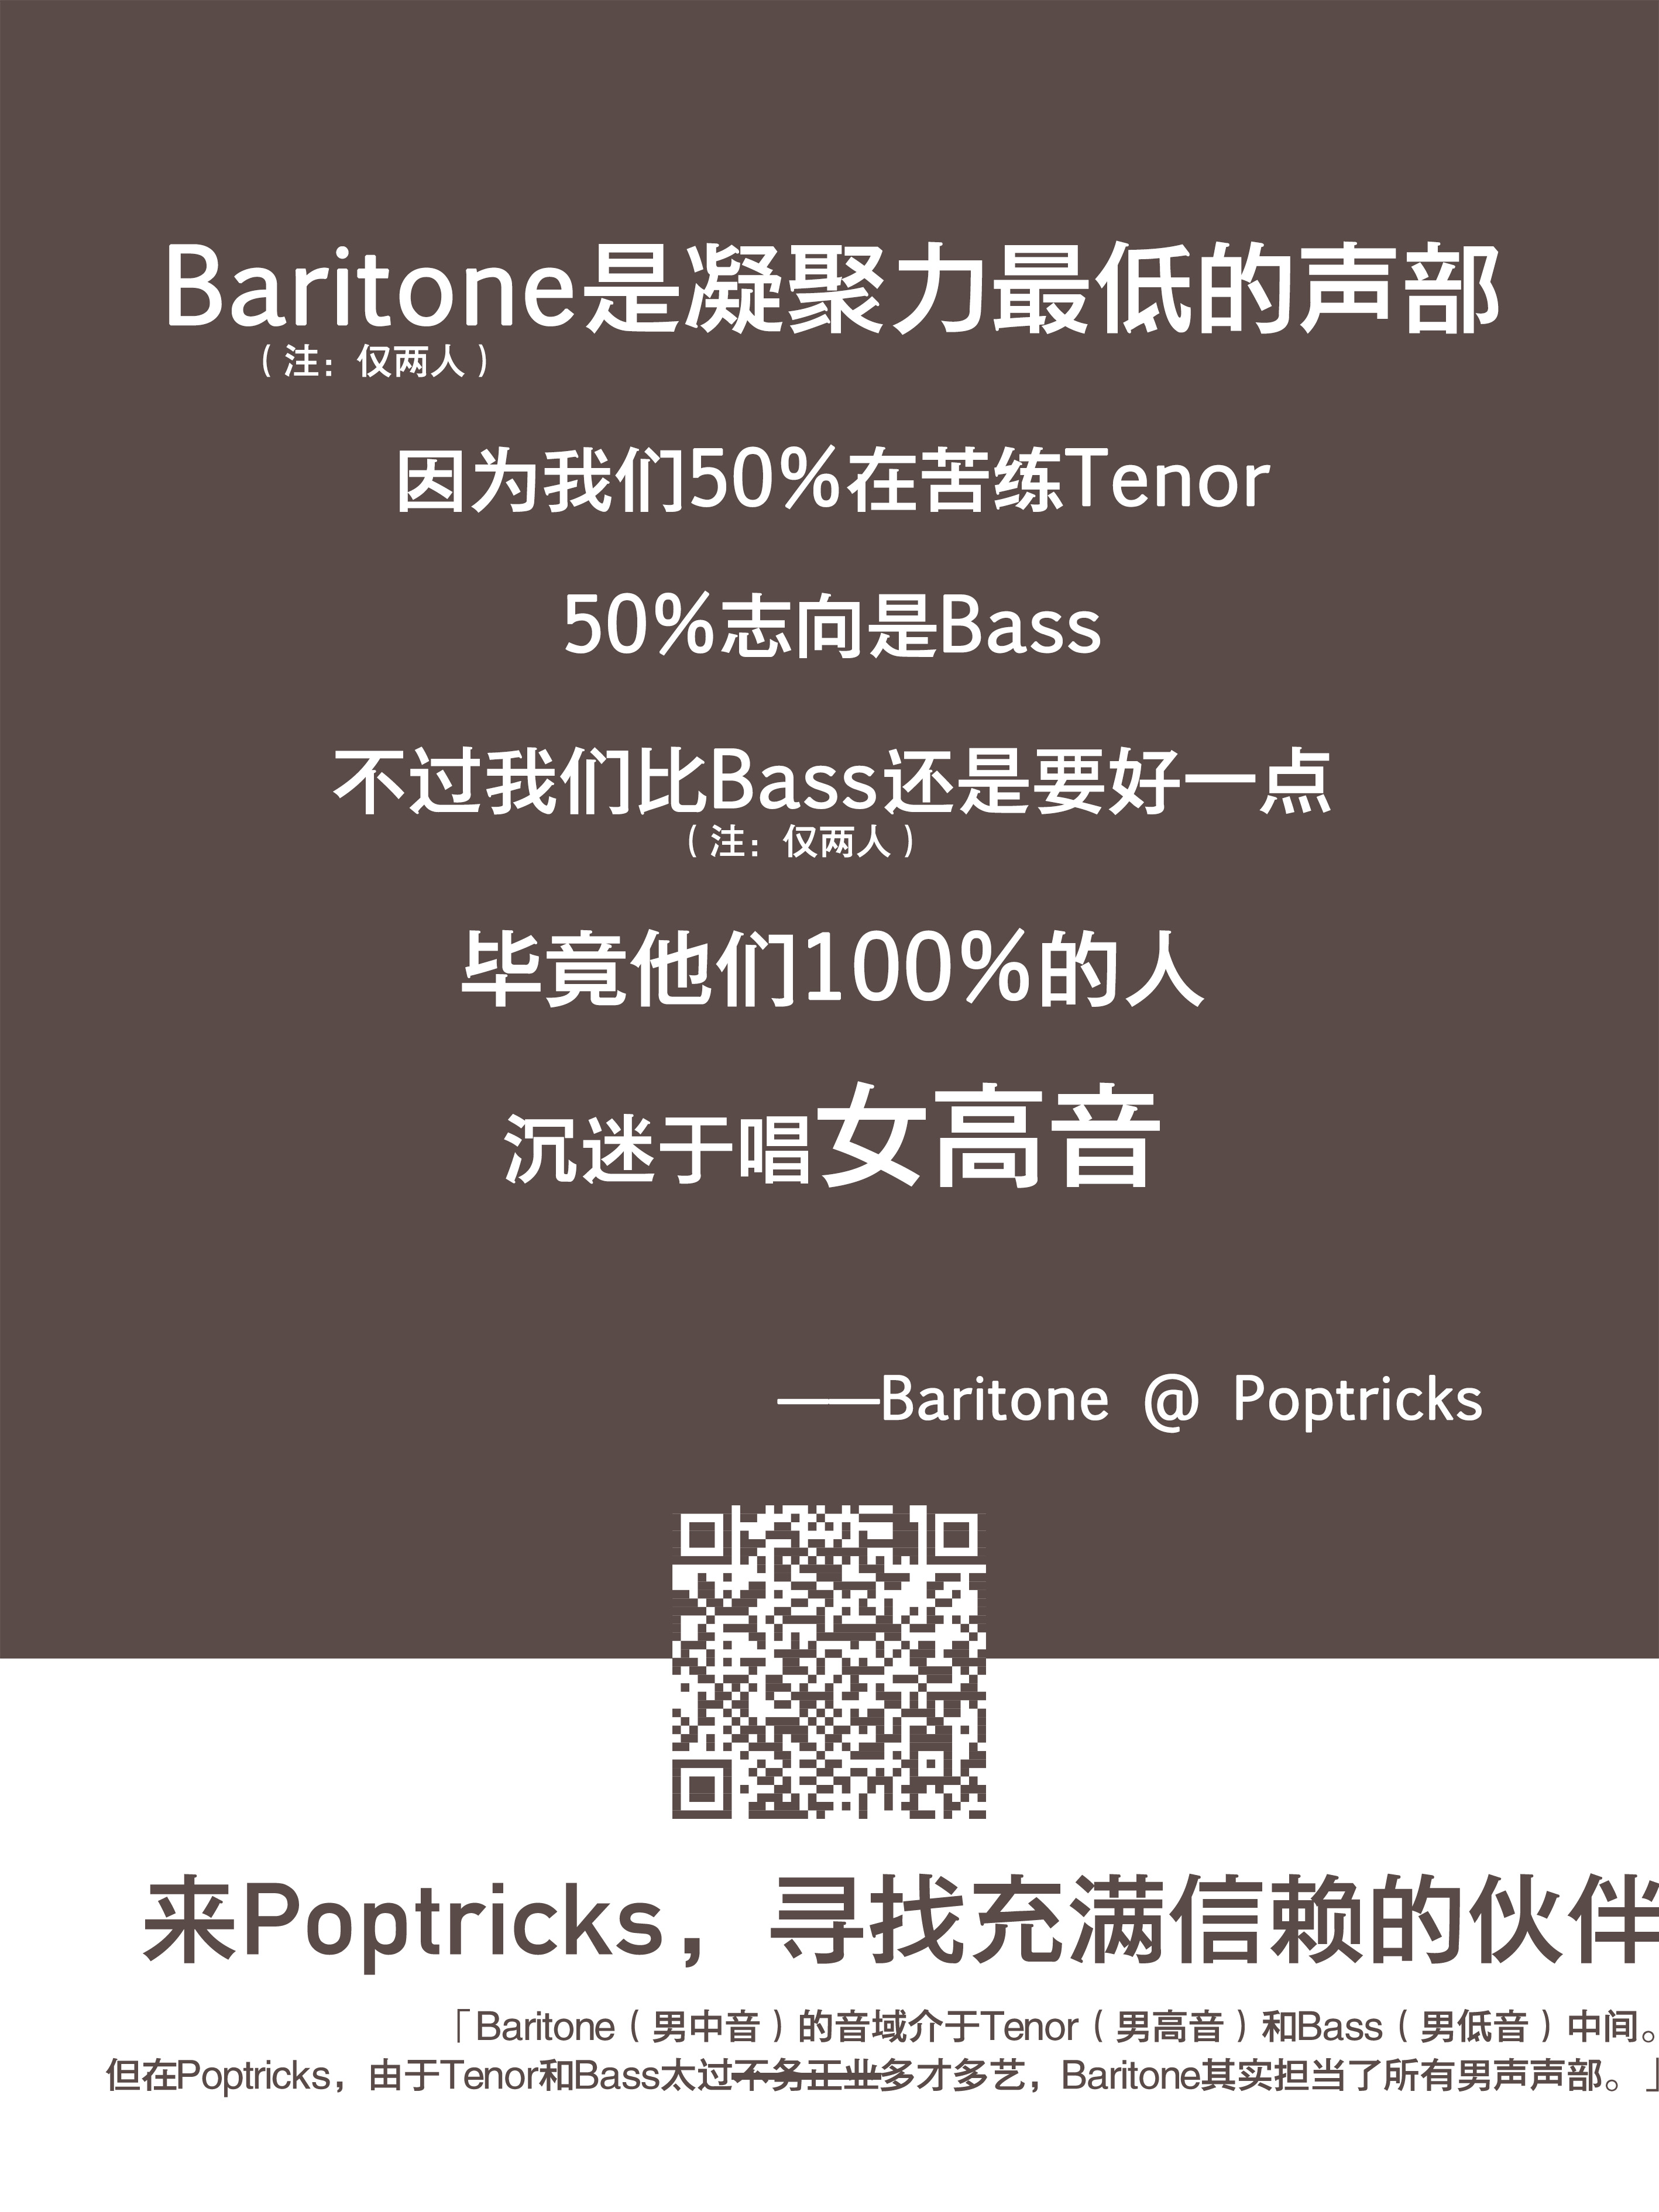 Baritone是凝聚力最低的声部
（注：仅两人）
因为我们50%在苦练Tenor
50%志向是Bass
不过我们比Bass还是要好一点
（注：仅两人）
毕竟他们100%的人
沉迷于唱女高音
——Baritone @ Poptricks
来Poptricks，寻找充满信赖的伙伴
「Baritone（男中音）的音域介于Tenor（男高音）和Bass（男低音）中间。
但在Poptricks，由于Tenor和Bass太过不务正业多才多艺，Baritone其实担当了所有男声声部。」